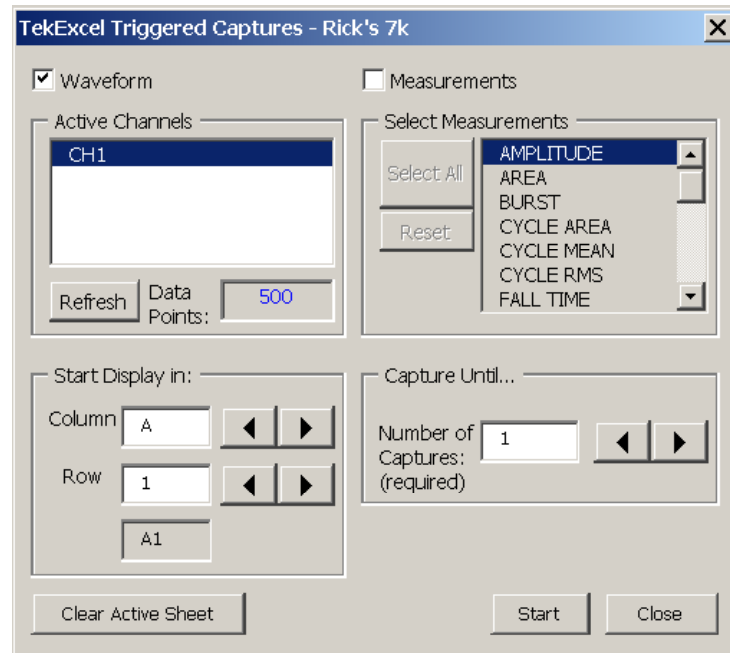 TekExcel Triggered Captures - Rick's 7k
Waveform
Measurements
Active Channels
CH1
Refresh
Data
Points:
500
Select Measurements
Select All
Reset
AMPLITUDE
AREA
BURST
CYCLE AREA
CYCLE MEAN
CYCLE RMS
FALL TIME
Start Display in:
Column
A
Row
1
A1
Capture Until...
Number of
Captures:
(required)
1
Clear Active Sheet
Start
Close